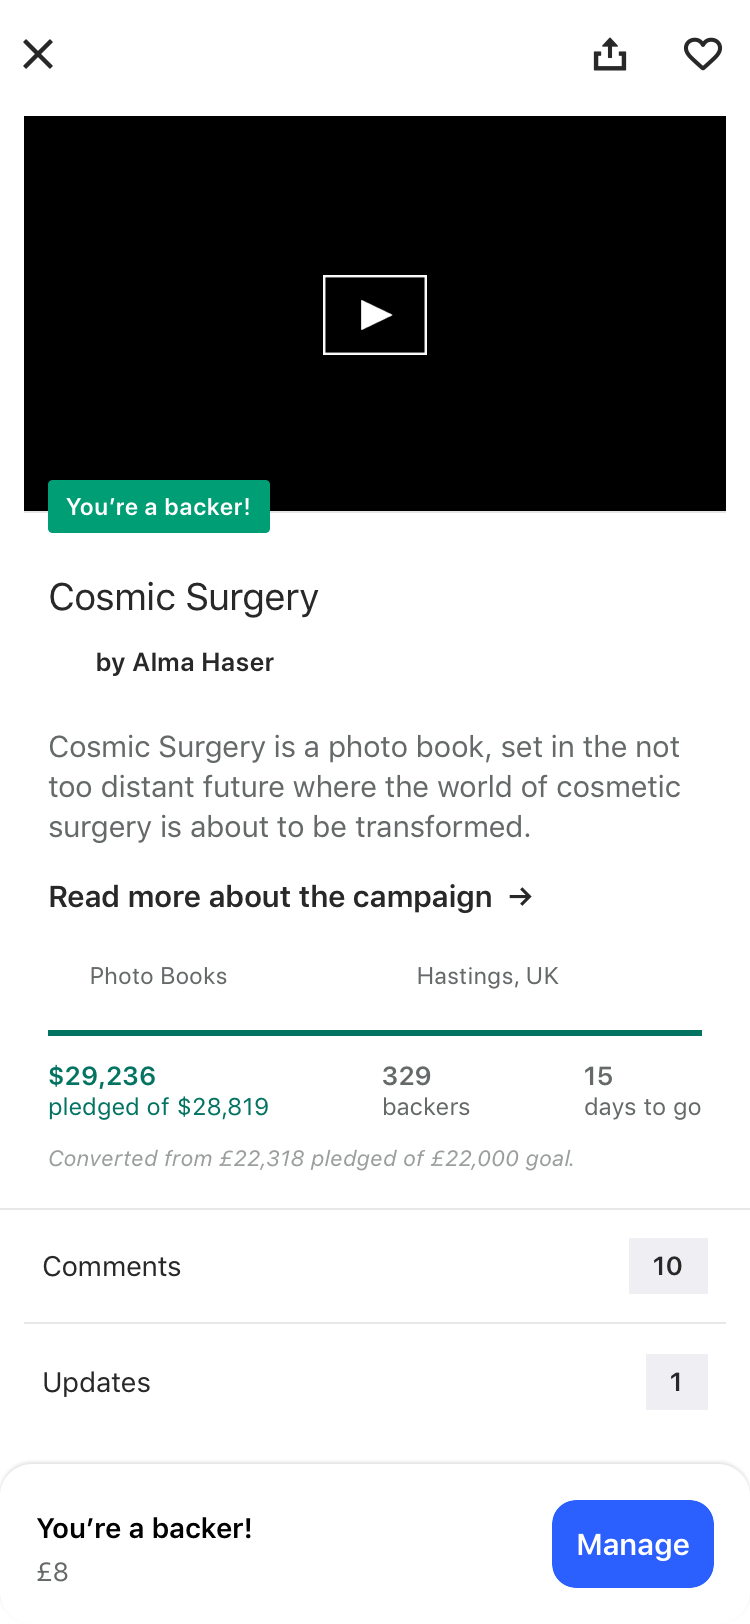 You’re a backer!
Cosmic Surgery
by Alma Haser
Cosmic Surgery is a photo book, set in the not
too distant future where the world of cosmetic
surgery is about to be transformed.
Read more about the campaign →
Photo Books Hastings, UK
$29,236 329 15
pledged of $28,819 backers days to go
Converted from £22,318 pledged of £22,000 goal.
Comments 10
Updates 1
You’re a backer!
£8
Manage